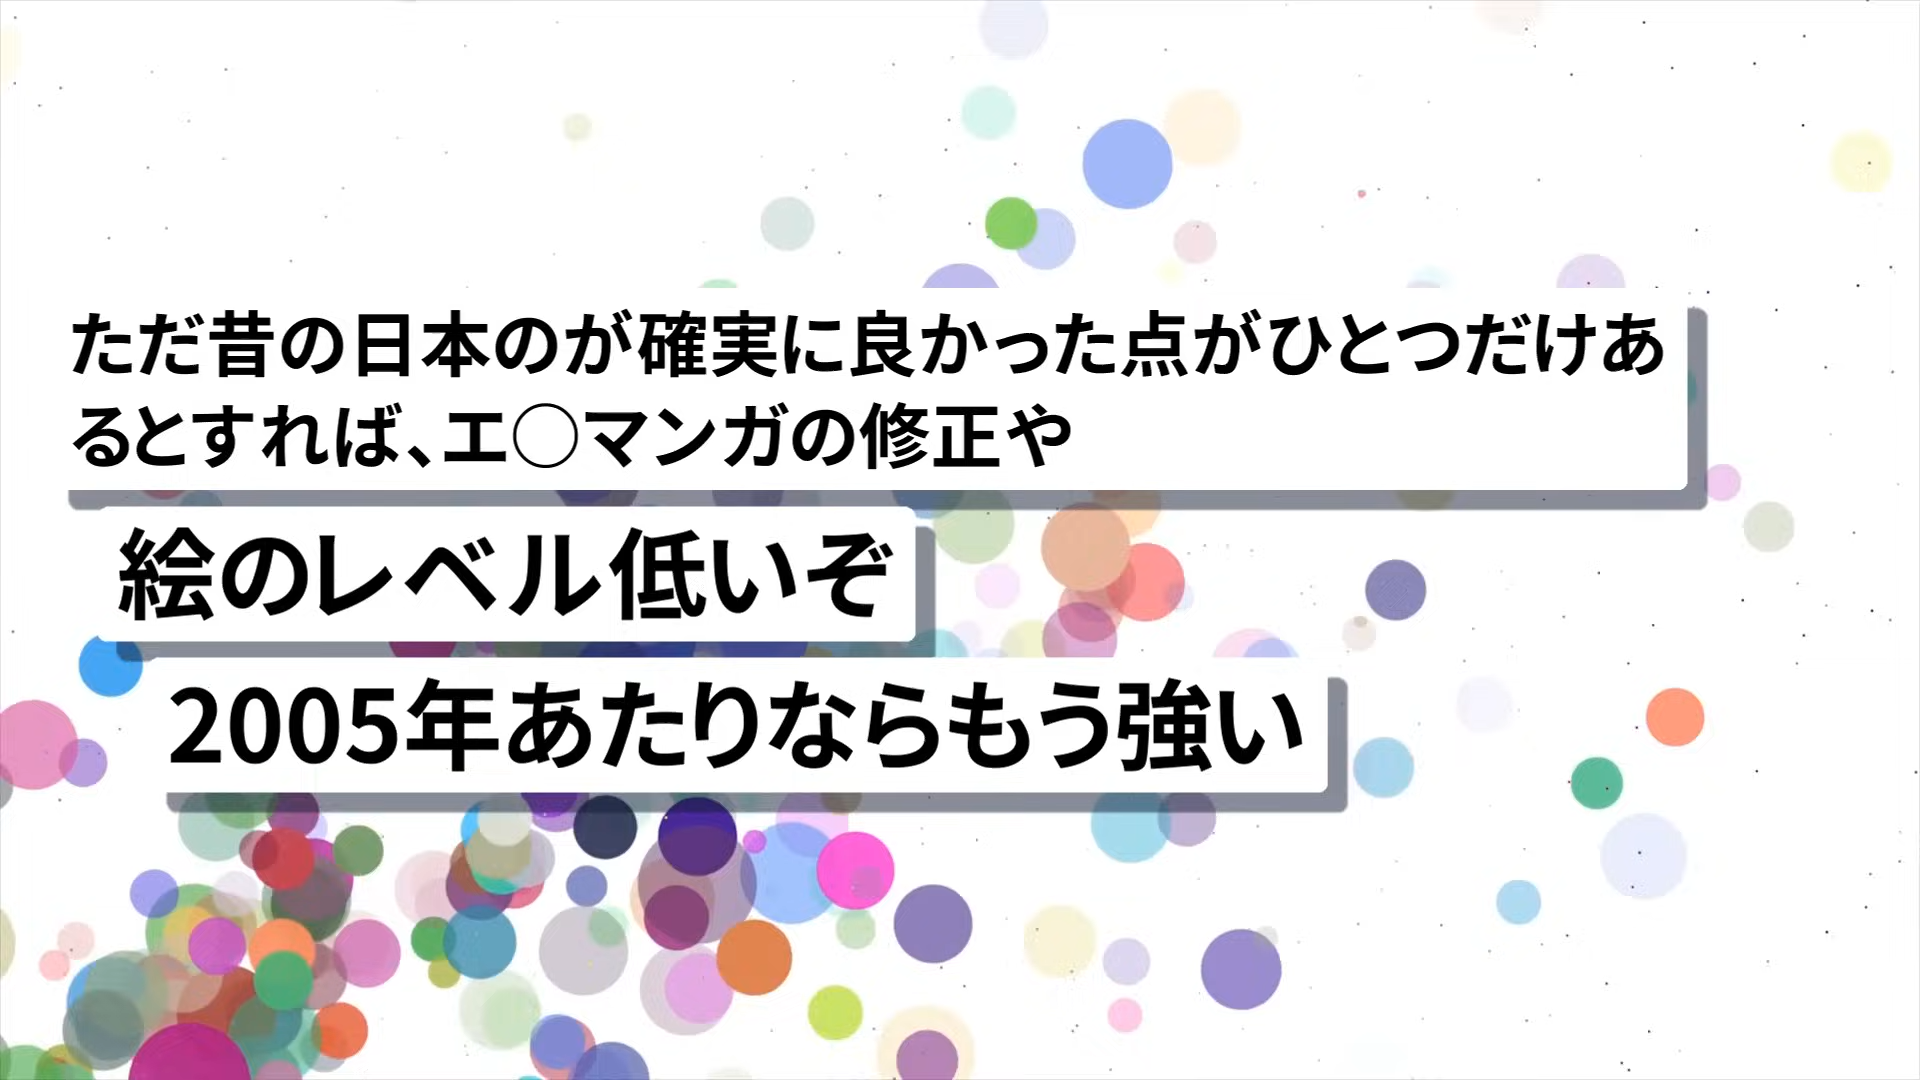 ただ昔の日本のが確実に良かった点がひとつだけあ
るとすれば、エ◯マンガの修正や
絵のレベル低いぞ
2005年あたりならもう強い